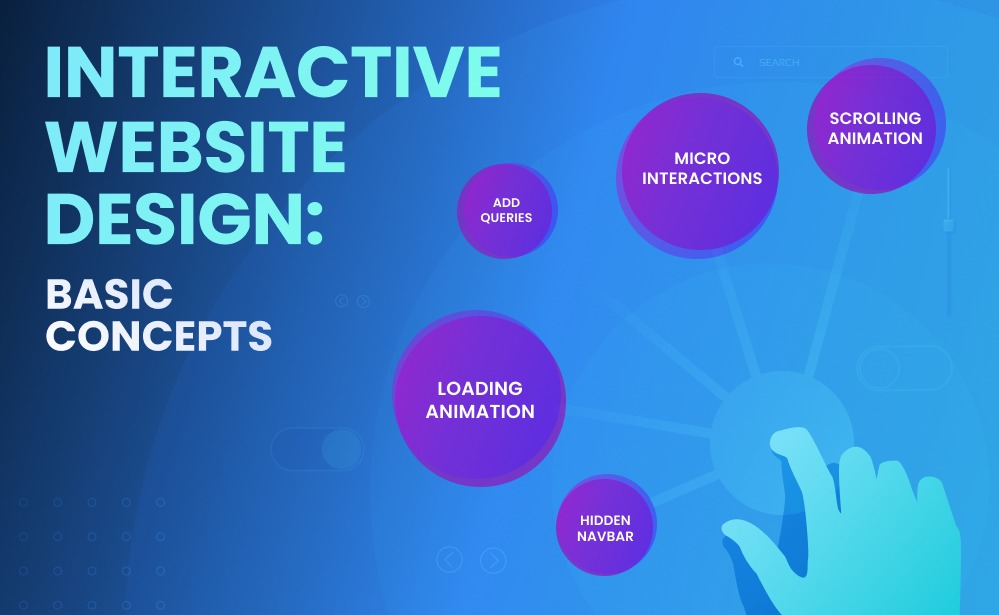 INTERACTIVE
WEBSITE
DESIGN:
BASIC
CONCEPTS
SEARCH
SCROLLING
ANIMATION
MICRO
INTERACTIONS
ADD
QUERIES
LOADING
ANIMATION
HIDDEN
NAVBAR